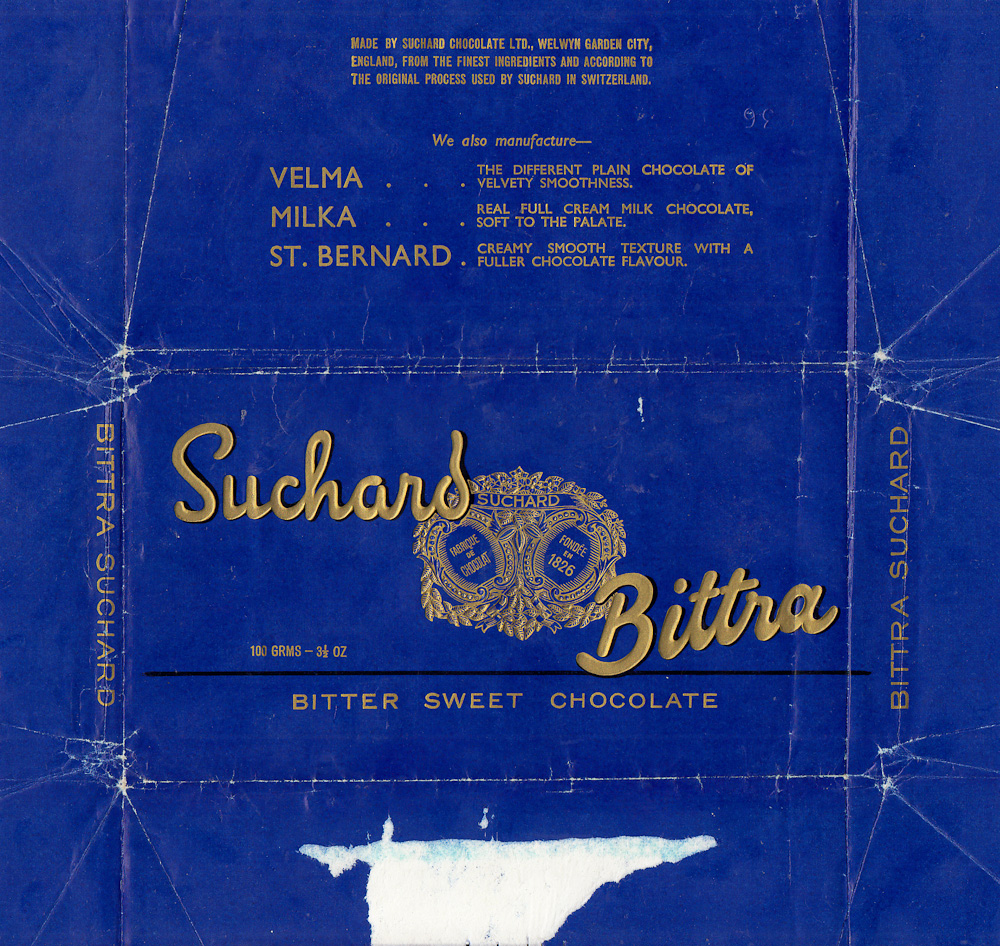 MADE BY SUCHARD CHOCOLATE LTD., WELWYN GARDEN CITY,
ENGLAND, FROM THE FINEST INGREDIENTS AND ACCORDING TO
THE ORIGINAL PROCESS USED BY SUCHARD IN SWITZERLAND.
96
We also manufacture—
VELMA . . . THE DIFFERENT PLAIN CHOCOLATE OF
VELVETY SMOOTHNESS.
MILKA . . . REAL FULL CREAM MILK CHOCOLATE,
SOFT TO THE PALATE.
ST. BERNARD . CREAMY SMOOTH TEXTURE WITH A
FULLER CHOCOLATE FLAVOUR.
BITTRA SUCHARD
Suchard
SUCHARD
FABRIQUE
DE
CHOCOLAT
FONDÉE
EN
1826
Bittra
100 GRMS – 3½ OZ
BITTER SWEET CHOCOLATE
BITTRA SUCHARD